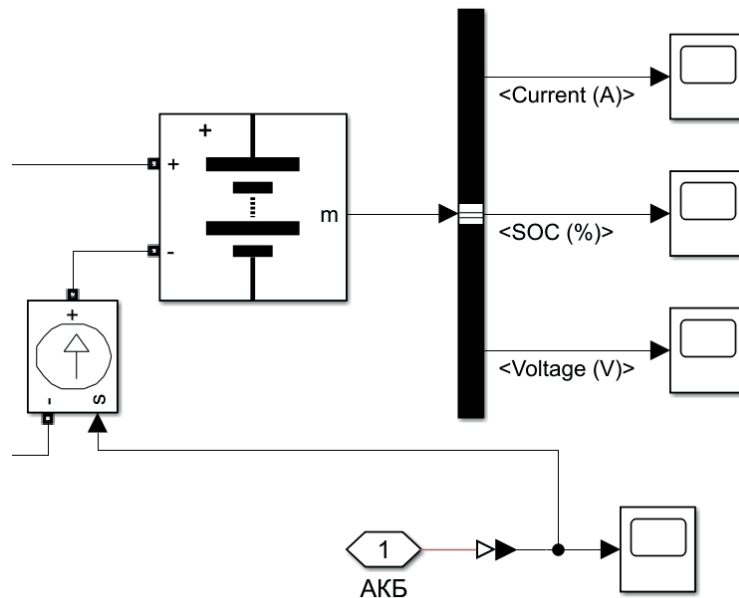 <Current (A)>
+
+
m
<SOC (%)>
-
+
<Voltage (V)>
-
s
1
АКБ